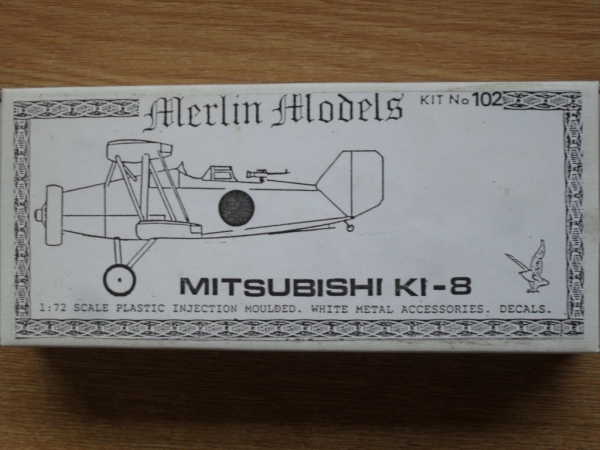 Merlin Models
KIT No 102
MITSUBISHI KI-8
1:72 SCALE PLASTIC INJECTION MOULDED. WHITE METAL ACCESSORIES. DECALS.